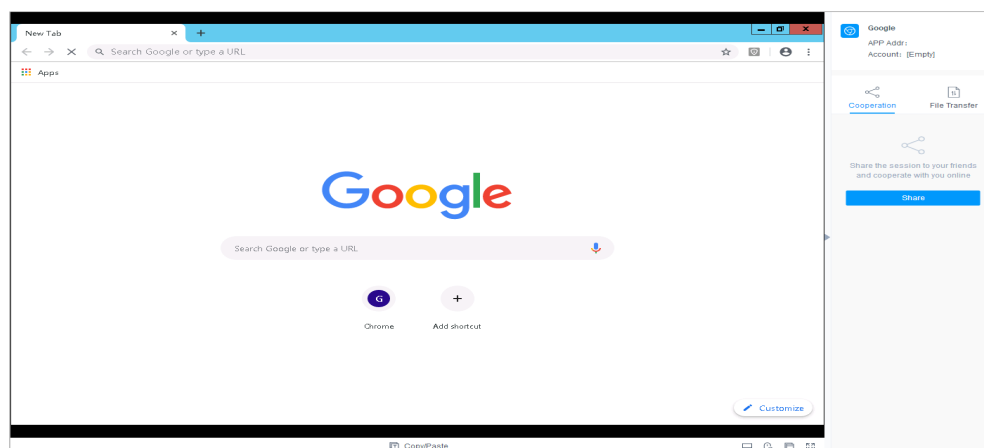 New Tab
Search Google or type a URL
Apps
Google
Search Google or type a URL
G
Chrome
Add shortcut
Customize
Copy/Paste
Google
APP Addr:
Account: [Empty]
Cooperation
File Transfer
Share the session to your friends
and cooperate with you online
Share